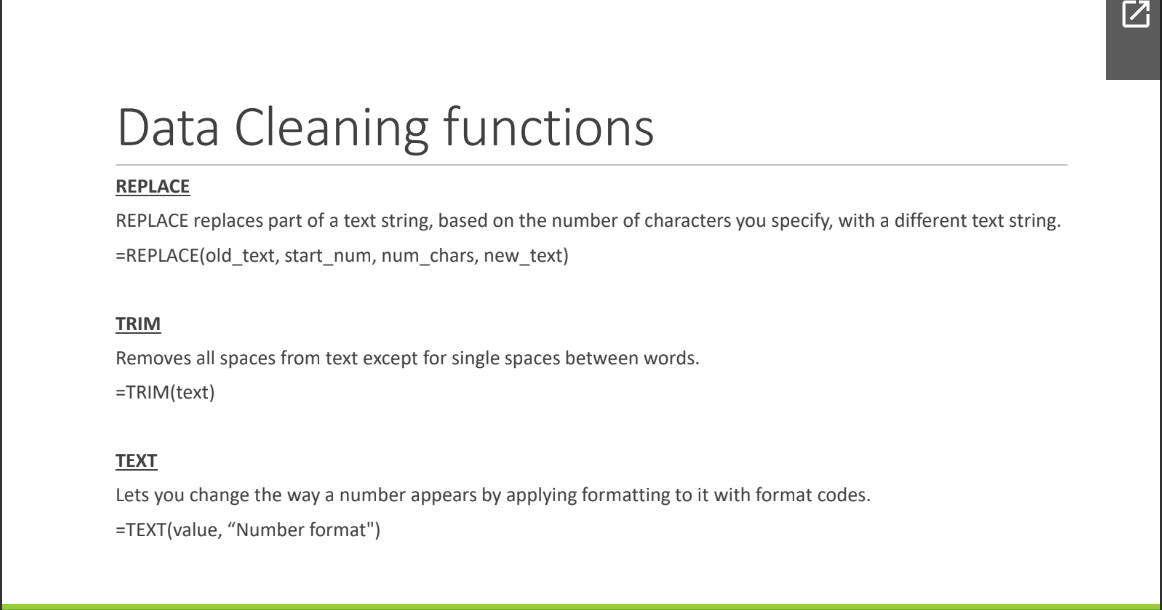 Data Cleaning functions
REPLACE
REPLACE replaces part of a text string, based on the number of characters you specify, with a different text string.
=REPLACE(old_text, start_num, num_chars, new_text)
TRIM
Removes all spaces from text except for single spaces between words.
=TRIM(text)
TEXT
Lets you change the way a number appears by applying formatting to it with format codes.
=TEXT(value, “Number format")